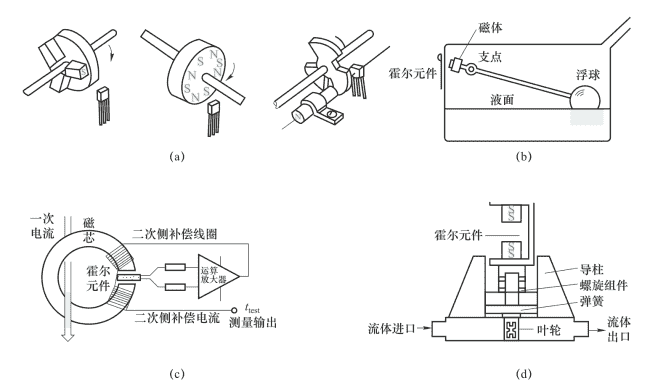 N
S
S
N
N
S
S
N
(a)
磁体
支点
霍尔元件
浮球
液面
(b)
一次
电流
磁
芯
二次侧补偿线圈
霍尔
元件
运算
放大器
二次侧补偿电流
t_test
测量输出
(c)
霍尔元件
导柱
螺旋组件
弹簧
流体进口
叶轮
流体
出口
(d)